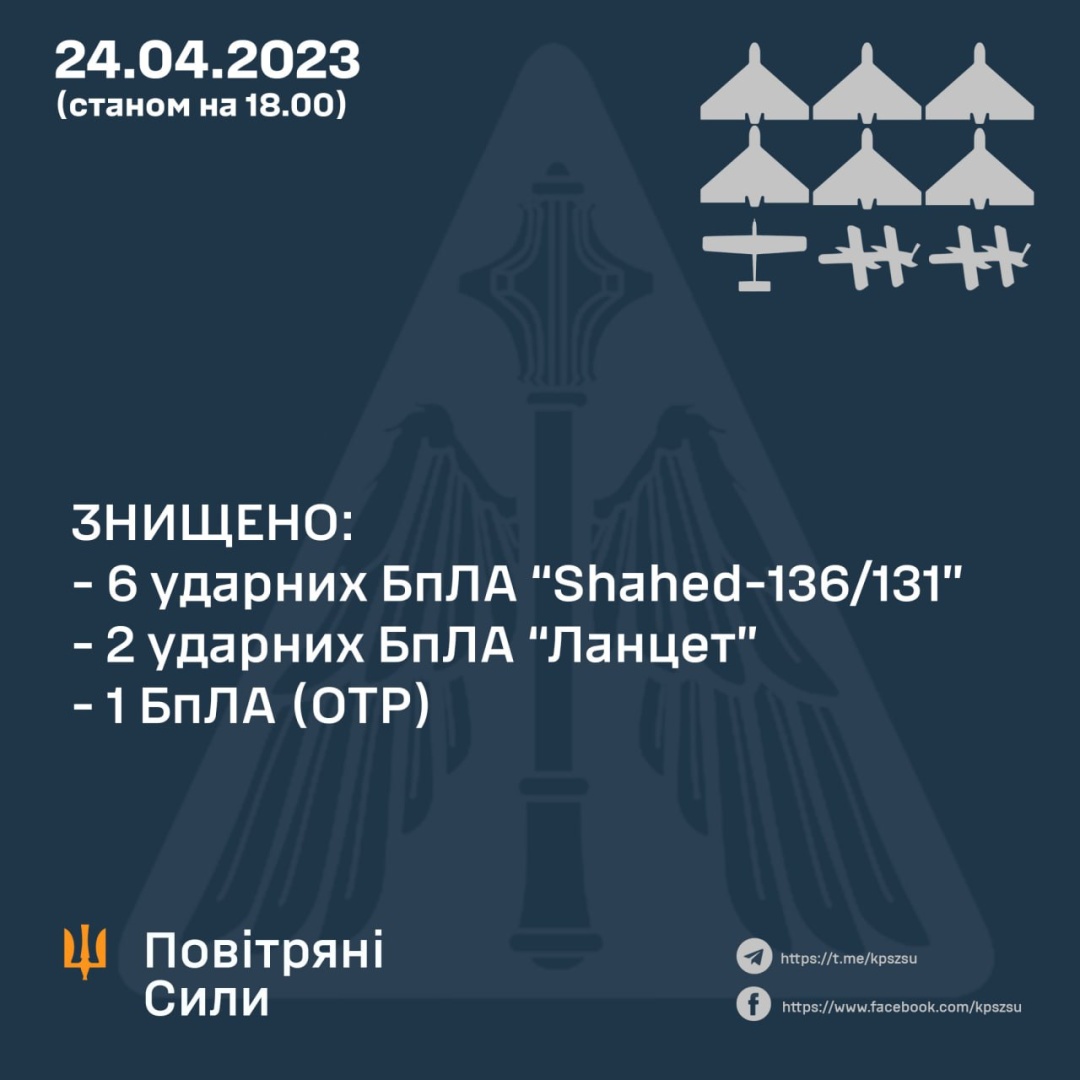 24.04.2023
(станом на 18.00)
ЗНИЩЕНО:
- 6 ударних БпЛА “Shahed-136/131”
- 2 ударних БпЛА “Ланцет”
- 1 БпЛА (ОТР)
Повітряні
Сили
https://t.me/kpszsu
https://www.facebook.com/kpszsu